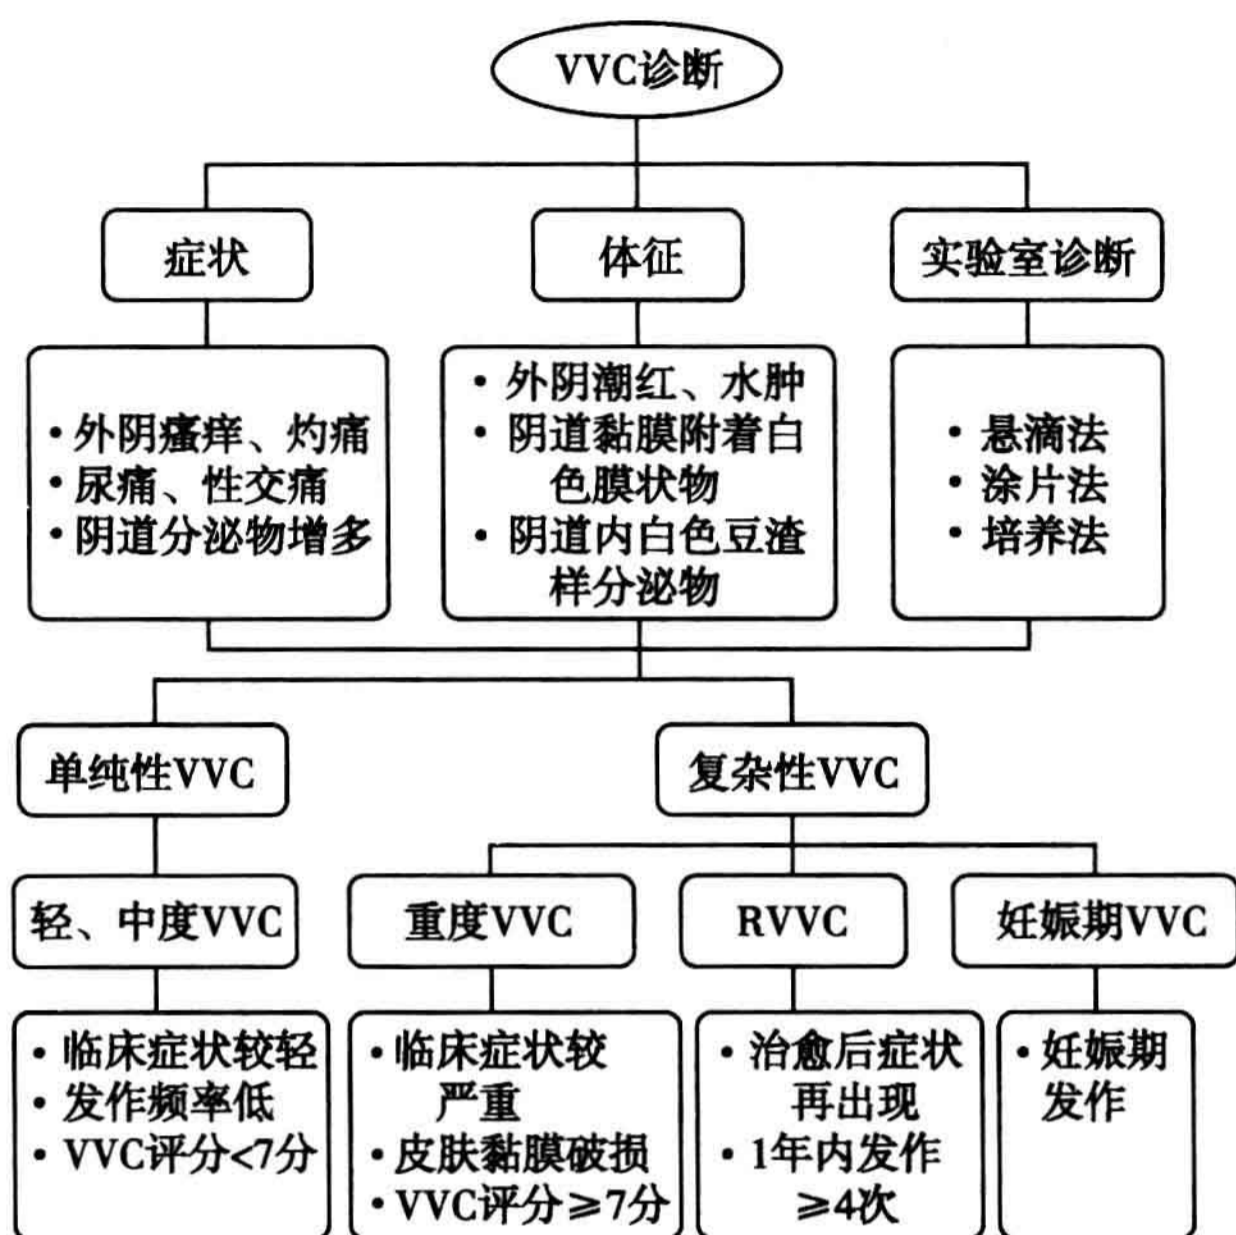 VVC诊断
症状
体征
实验室诊断
• 外阴瘙痒、灼痛
• 尿痛、性交痛
• 阴道分泌物增多
• 外阴潮红、水肿
• 阴道黏膜附着白
色膜状物
• 阴道内白色豆渣
样分泌物
• 悬滴法
• 涂片法
• 培养法
单纯性VVC
复杂性VVC
轻、中度VVC
重度VVC
RVVC
妊娠期VVC
• 临床症状较轻
• 发作频率低
• VVC评分<7分
• 临床症状较
严重
• 皮肤黏膜破损
• VVC评分≥7分
• 治愈后症状
再出现
• 1年内发作
≥4次
• 妊娠期
发作